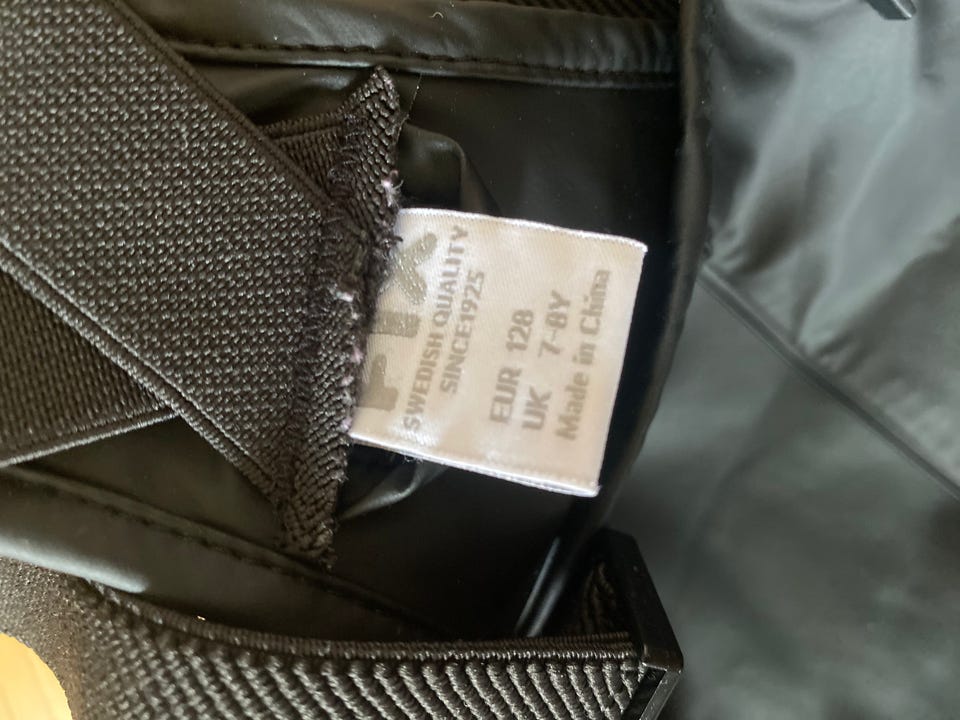 SWEDISH QUALITY
SINCE1925
EUR 128
UK 7-8Y
Made in China